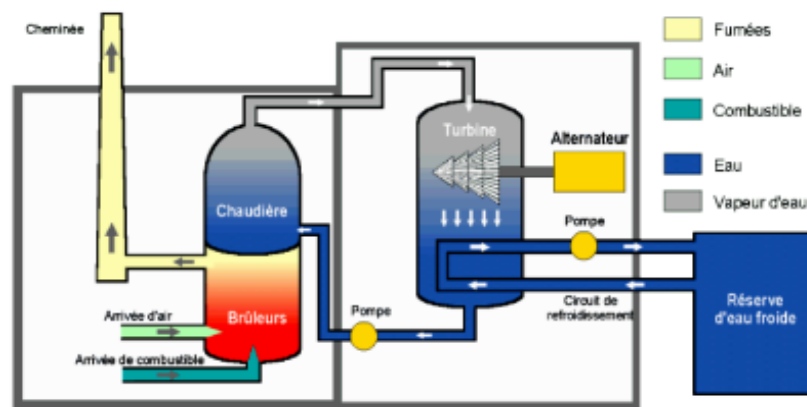 Cheminée
Fumées
Air
Combustible
Eau
Vapeur d'eau
Turbine
Alternateur
Chaudière
Pompe
Arrivée d'air
Brûleurs
Pompe
Circuit de
refroidissement
Réserve
d'eau froide
Arrivée de combustible